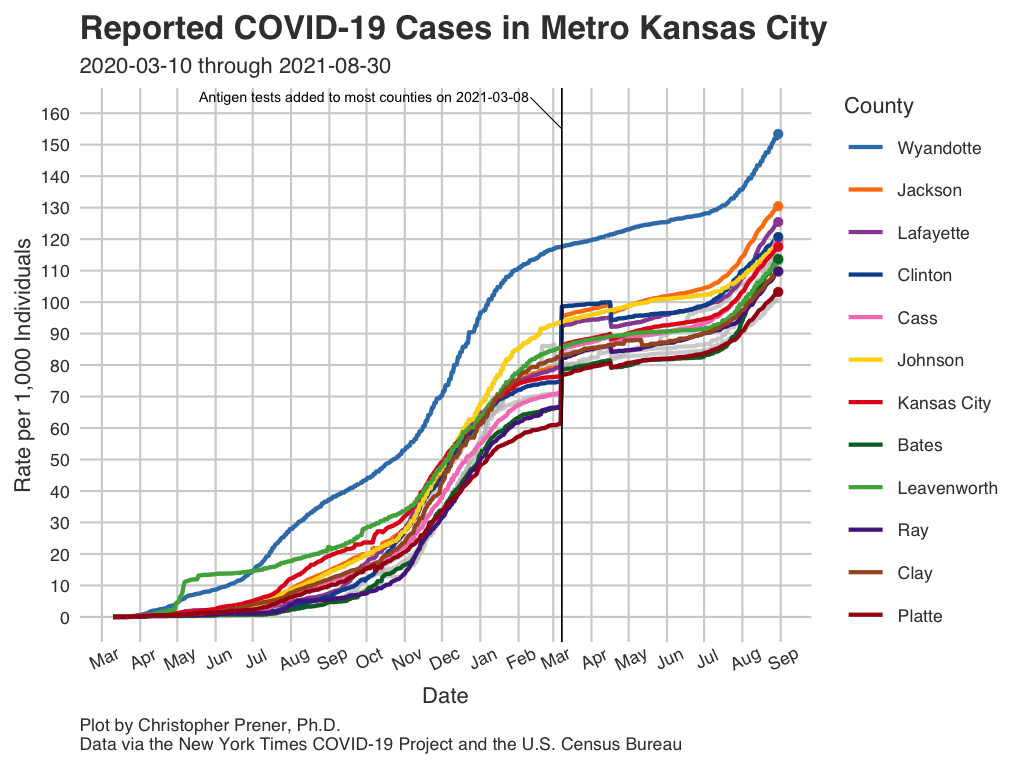 Reported COVID-19 Cases in Metro Kansas City
2020-03-10 through 2021-08-30
Antigen tests added to most counties on 2021-03-08
Rate per 1,000 Individuals
160
150
140
130
120
110
100
90
80
70
60
50
40
30
20
10
0
Mar Apr May Jun Jul Aug Sep Oct Nov Dec Jan Feb Mar Apr May Jun Jul Aug Sep
Date
County
Wyandotte
Jackson
Lafayette
Clinton
Cass
Johnson
Kansas City
Bates
Leavenworth
Ray
Clay
Platte
Plot by Christopher Prener, Ph.D.
Data via the New York Times COVID-19 Project and the U.S. Census Bureau